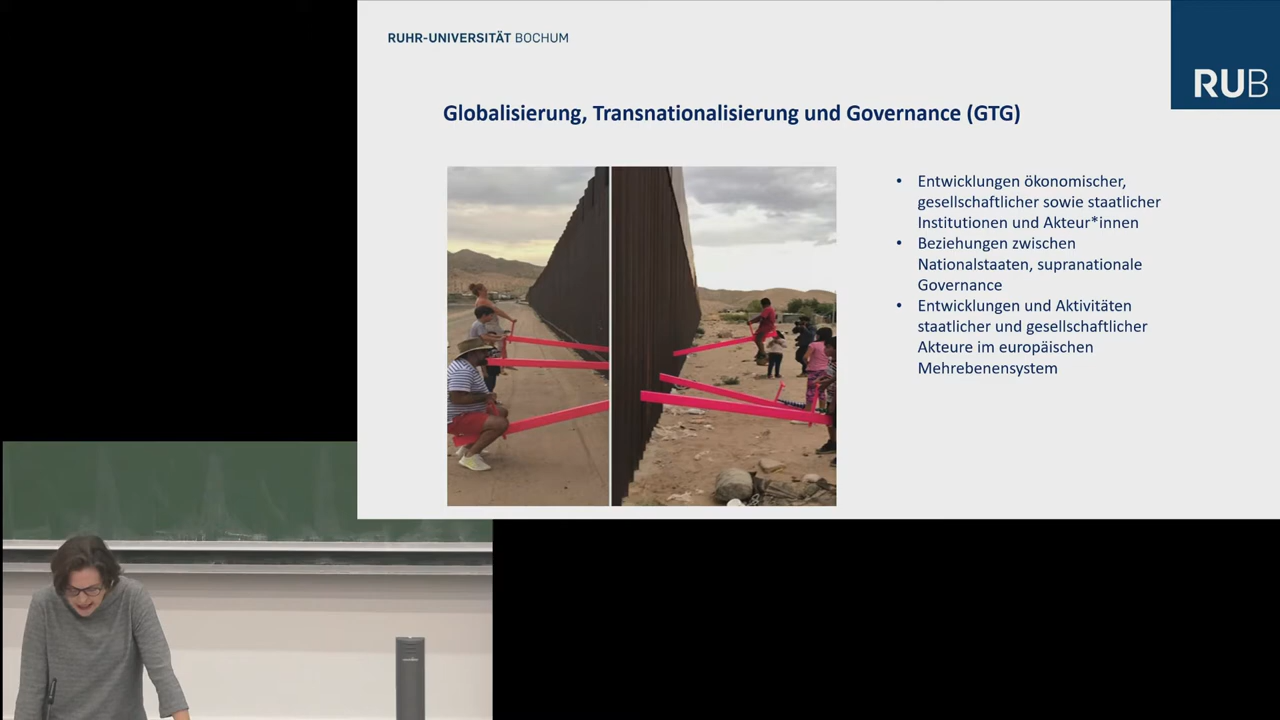 RUHR-UNIVERSITÄT BOCHUM
RUB
Globalisierung, Transnationalisierung und Governance (GTG)
• Entwicklungen ökonomischer,
gesellschaftlicher sowie staatlicher
Institutionen und Akteur*innen
• Beziehungen zwischen
Nationalstaaten, supranationale
Governance
• Entwicklungen und Aktivitäten
staatlicher und gesellschaftlicher
Akteure im europäischen
Mehrebenensystem